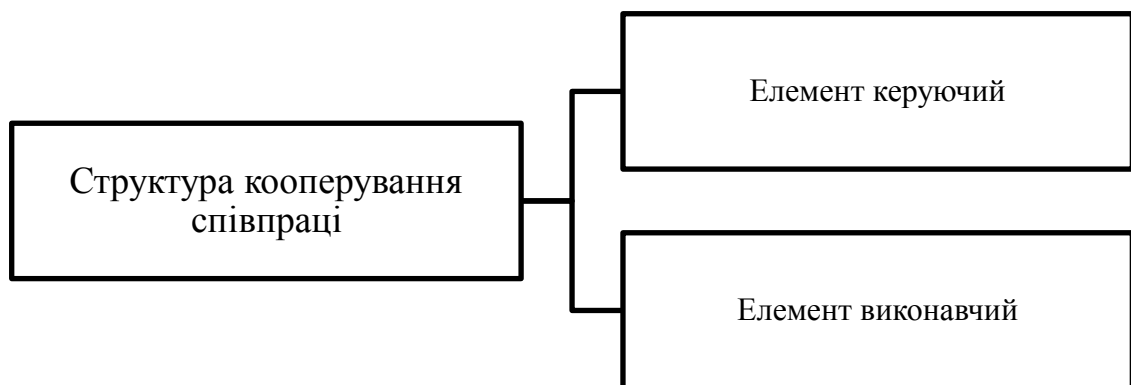 Елемент керуючий
Структура кооперування
співпраці
Елемент виконавчий